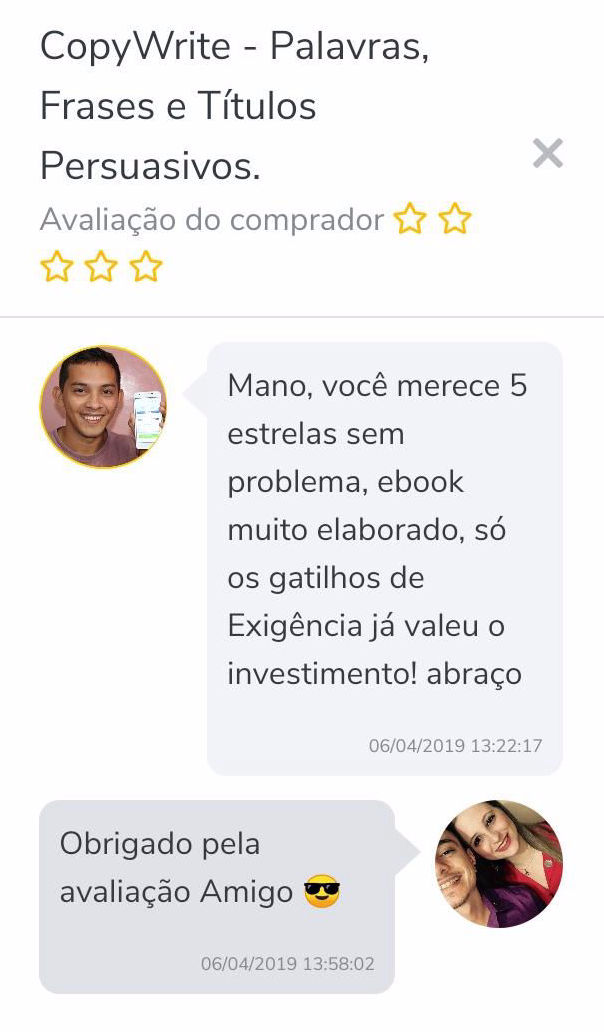 CopyWrite - Palavras,
Frases e Títulos
Persuasivos.
Avaliação do comprador
Mano, você merece 5
estrelas sem
problema, ebook
muito elaborado, só
os gatilhos de
Exigência já valeu o
investimento! abraço
06/04/2019 13:22:17
Obrigado pela
avaliação Amigo 😎
06/04/2019 13:58:02